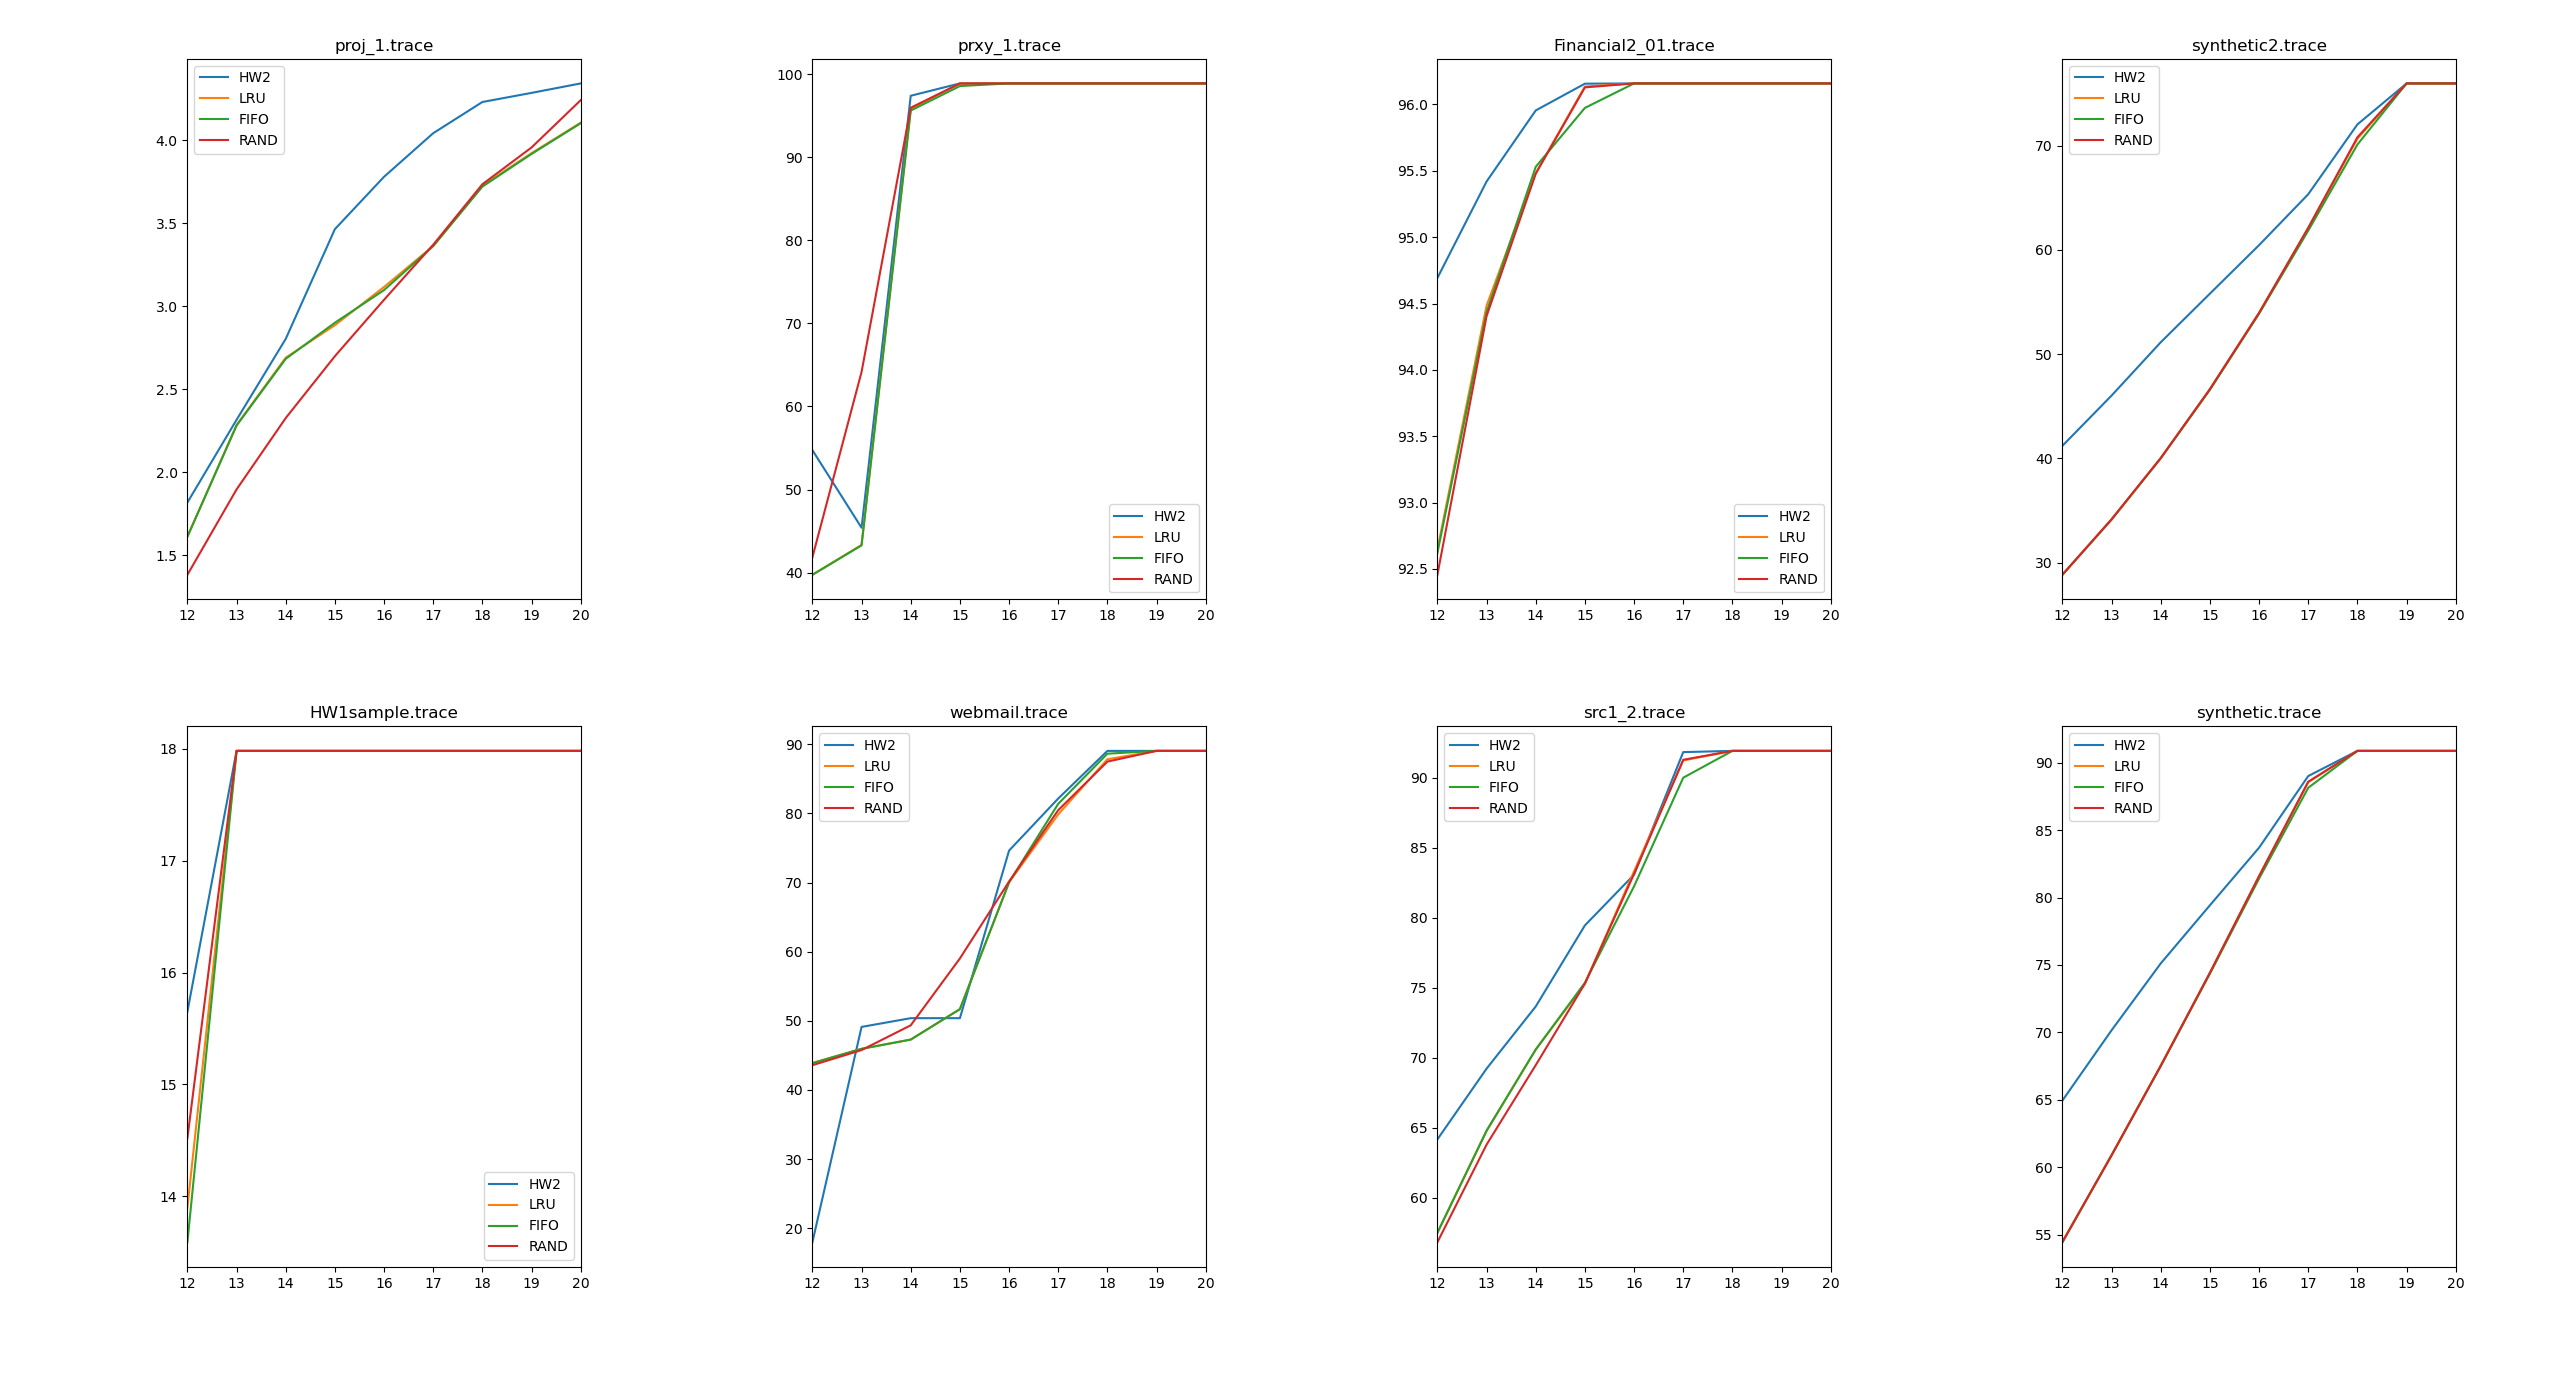 proj_1.trace
HW2
LRU
FIFO
RAND
4.0
3.5
3.0
2.5
2.0
1.5
12 13 14 15 16 17 18 19 20
prxy_1.trace
100
90
80
70
60
50
40
HW2
LRU
FIFO
RAND
12 13 14 15 16 17 18 19 20
Financial2_01.trace
96.0
95.5
95.0
94.5
94.0
93.5
93.0
92.5
HW2
LRU
FIFO
RAND
12 13 14 15 16 17 18 19 20
synthetic2.trace
HW2
LRU
FIFO
RAND
70
60
50
40
30
12 13 14 15 16 17 18 19 20
HW1sample.trace
18
17
16
15
14
HW2
LRU
FIFO
RAND
12 13 14 15 16 17 18 19 20
webmail.trace
HW2
LRU
FIFO
RAND
90
80
70
60
50
40
30
20
12 13 14 15 16 17 18 19 20
src1_2.trace
HW2
LRU
FIFO
RAND
90
85
80
75
70
65
60
12 13 14 15 16 17 18 19 20
synthetic.trace
HW2
LRU
FIFO
RAND
90
85
80
75
70
65
60
55
12 13 14 15 16 17 18 19 20